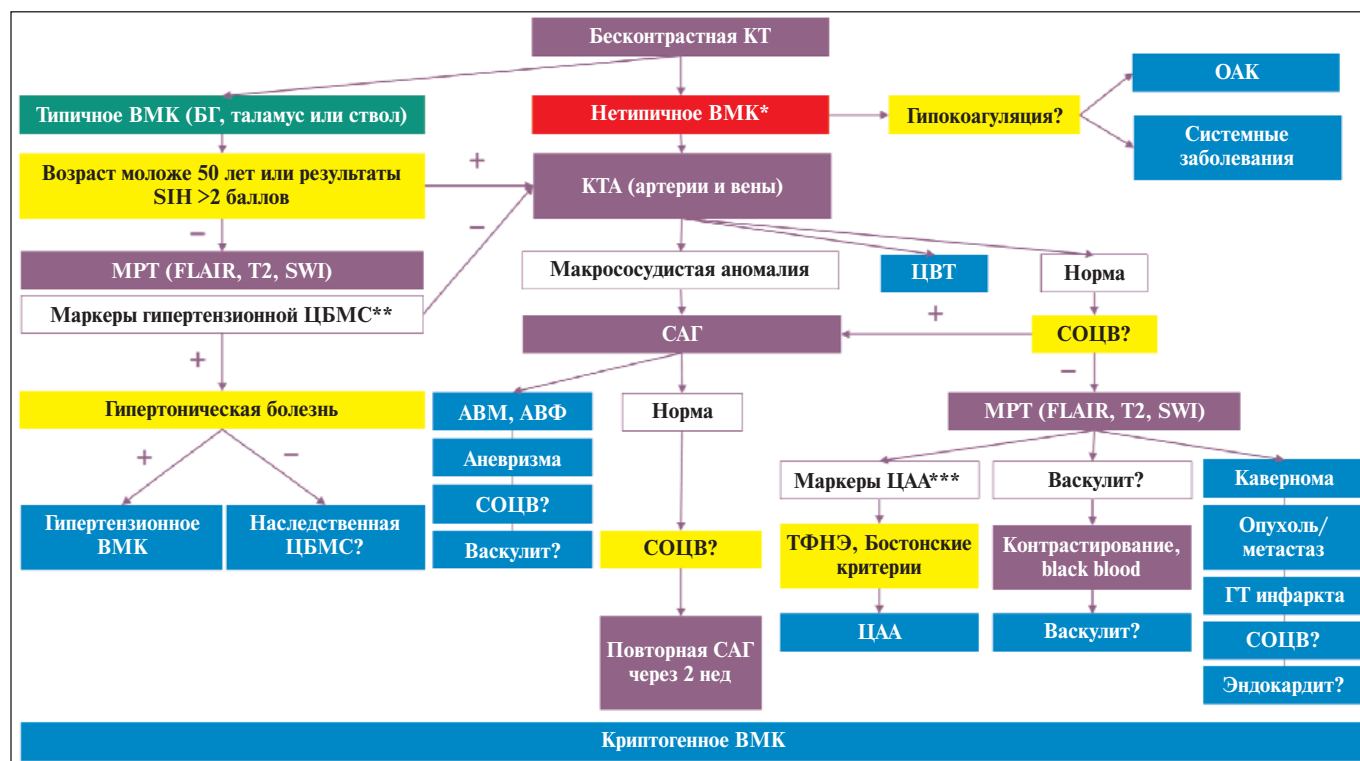 Бесконтрастная КТ
ОАК
Типичное ВМК (БГ, таламус или ствол)
Нетипичное ВМК*
Гипокоагуляция?
Системные
заболевания
Возраст моложе 50 лет или результаты
SIH >2 баллов
+
КТА (артерии и вены)
–
–
МРТ (FLAIR, T2, SWI)
Макрососудистая аномалия
ЦВТ
Норма
Маркеры гипертензионной ЦБМС**
+
САГ
СОЦВ?
+
–
Гипертоническая болезнь
АВМ, АВФ
Норма
МРТ (FLAIR, T2, SWI)
+
–
Аневризма
Маркеры ЦАА***
Васкулит?
Кавернома
Гипертензионное
ВМК
Наследственная
ЦБМС?
СОЦВ?
Опухоль/
метастаз
Васкулит?
СОЦВ?
ТФНЭ, Бостонские
критерии
Контрастирование,
black blood
ГТ инфаркта
ЦАА
Васкулит?
СОЦВ?
Повторная САГ
через 2 нед
Эндокардит?
Криптогенное ВМК